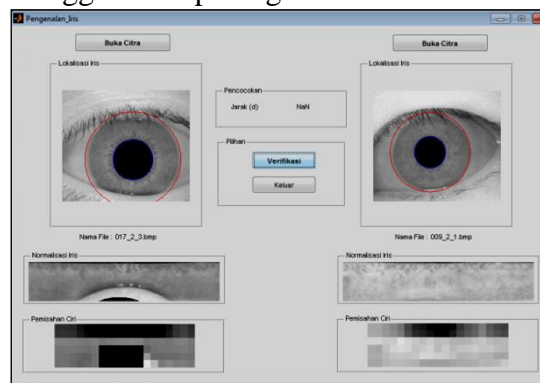 Pengenalan_Iris
Buka Citra
Buka Citra
Lokalisasi Iris
Lokalisasi Iris
Pencocokan
Jarak (d) NaN
Pilihan
Verifikasi
Keluar
Nama File : 017_2_3.bmp
Nama File : 009_2_1.bmp
Normalisasi Iris
Normalisasi Iris
Pemisahan Ciri
Pemisahan Ciri